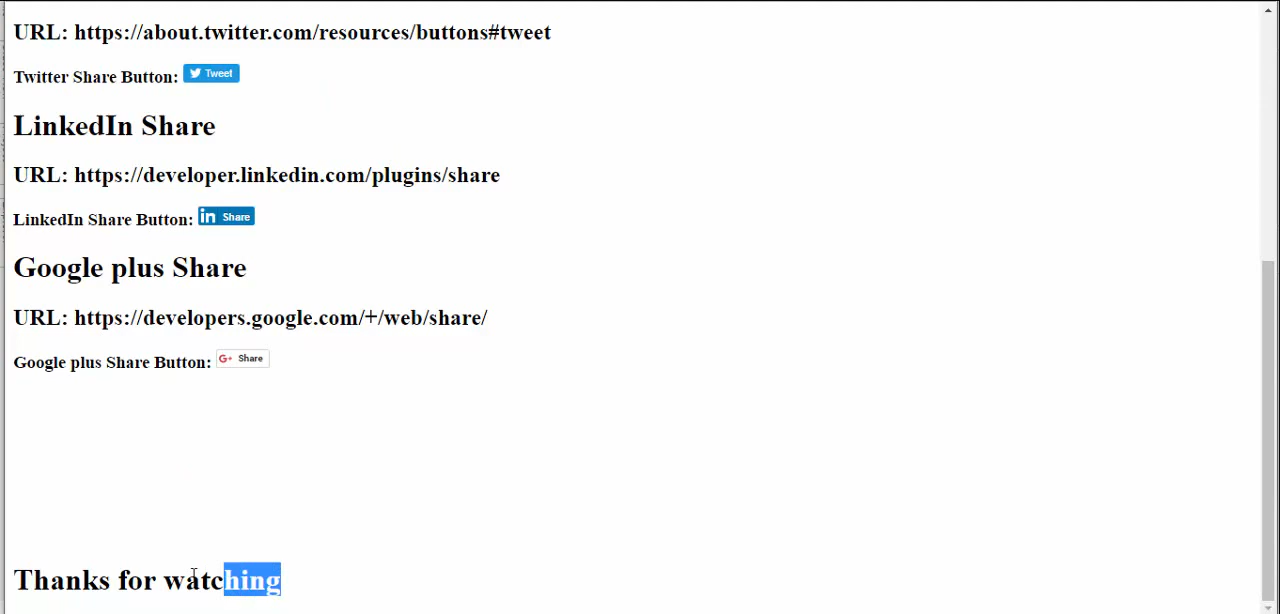 URL: https://about.twitter.com/resources/buttons#tweet
Twitter Share Button: Tweet
LinkedIn Share
URL: https://developer.linkedin.com/plugins/share
LinkedIn Share Button: in Share
Google plus Share
URL: https://developers.google.com/+/web/share/
Google plus Share Button: G+ Share
Thanks for watching